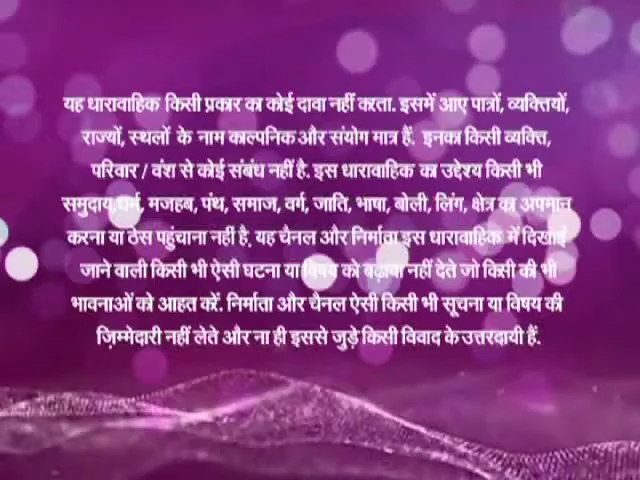 यह धारावाहिक किसी प्रकार का कोई दावा नहीं करता. इसमें आए पात्रों, व्यक्तियों,
राज्यों, स्थलों के नाम काल्पनिक और संयोग मात्र हैं. इनका किसी व्यक्ति,
परिवार / वंश से कोई संबंध नहीं है. इस धारावाहिक का उद्देश्य किसी भी
समुदाय,धर्म, मजहब, पंथ, समाज, वर्ग, जाति, भाषा, बोली, लिंग, क्षेत्र का अपमान
करना या ठेस पहुंचाना नहीं है. यह चैनल और निर्माता इस धारावाहिक में दिखाई
जाने वाली किसी भी ऐसी घटना या विषय को बढ़ावा नहीं देते जो किसी की भी
भावनाओं को आहत करें. निर्माता और चैनल ऐसी किसी भी सूचना या विषय की
ज़िम्मेदारी नहीं लेते और ना ही इससे जुड़े किसी विवाद के उत्तरदायी हैं.